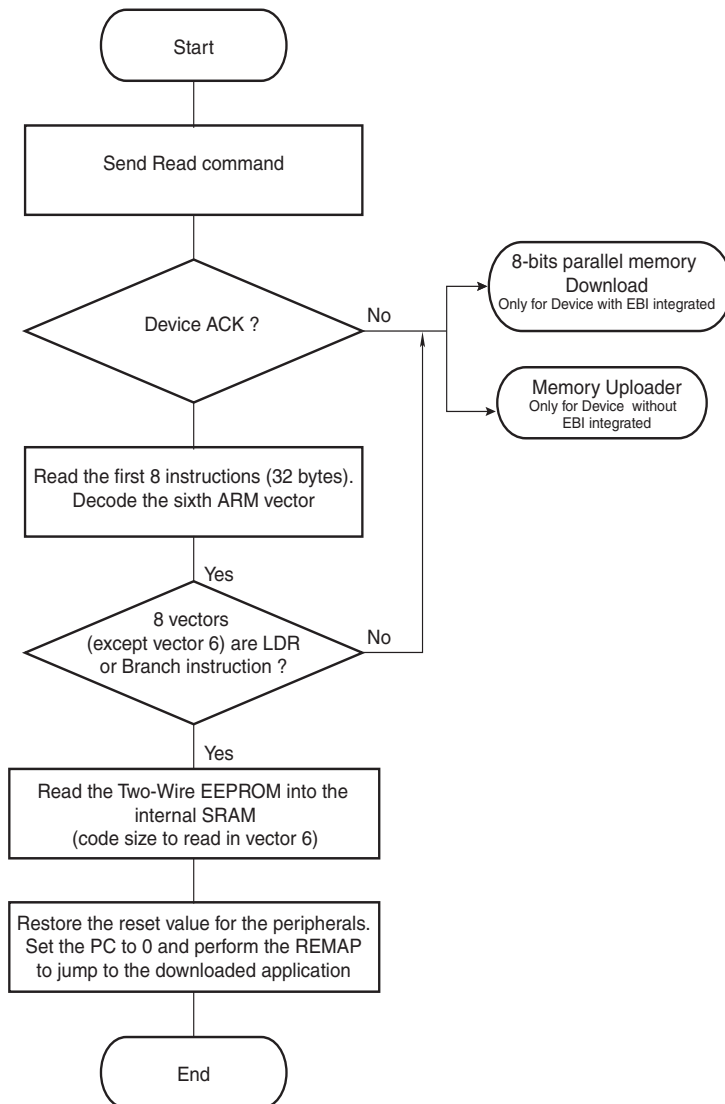 Start
Send Read command
Device ACK ?
No
8-bits parallel memory
Download
Only for Device with EBI integrated
Memory Uploader
Only for Device without
EBI integrated
Read the first 8 instructions (32 bytes).
Decode the sixth ARM vector
Yes
8 vectors
(except vector 6) are LDR
or Branch instruction ?
No
Yes
Read the Two-Wire EEPROM into the
internal SRAM
(code size to read in vector 6)
Restore the reset value for the peripherals.
Set the PC to 0 and perform the REMAP
to jump to the downloaded application
End